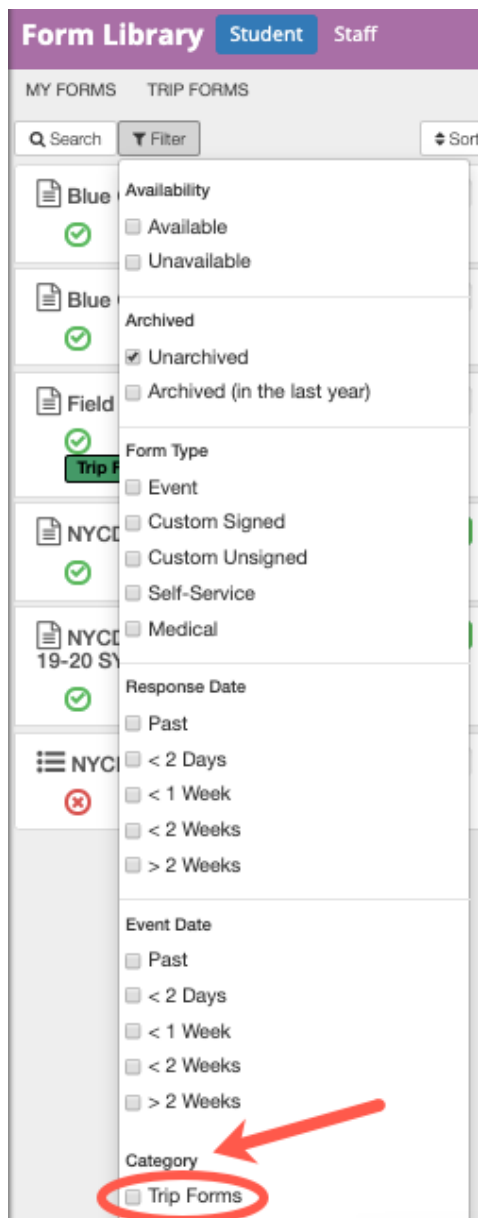 Form Library Student Staff
MY FORMS TRIP FORMS
Search Filter Sort
Blue
Blue
Field
Trip F
NYCD
NYCD
19-20 SY
NYC
Availability
Available
Unavailable
Archived
Unarchived
Archived (in the last year)
Form Type
Event
Custom Signed
Custom Unsigned
Self-Service
Medical
Response Date
Past
< 2 Days
< 1 Week
< 2 Weeks
> 2 Weeks
Event Date
Past
< 2 Days
< 1 Week
< 2 Weeks
> 2 Weeks
Category
Trip Forms